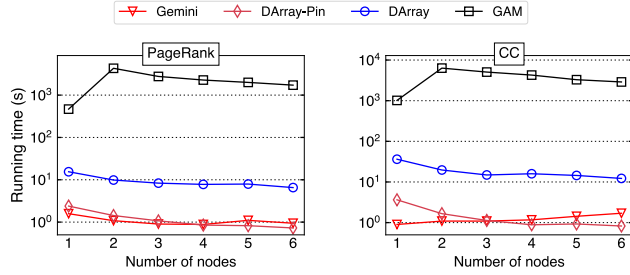 Gemini DArray-Pin DArray GAM
PageRank
Running time (s)
10^3
10^2
10^1
10^0
1 2 3 4 5 6
Number of nodes
CC
10^4
10^3
10^2
10^1
10^0
1 2 3 4 5 6
Number of nodes